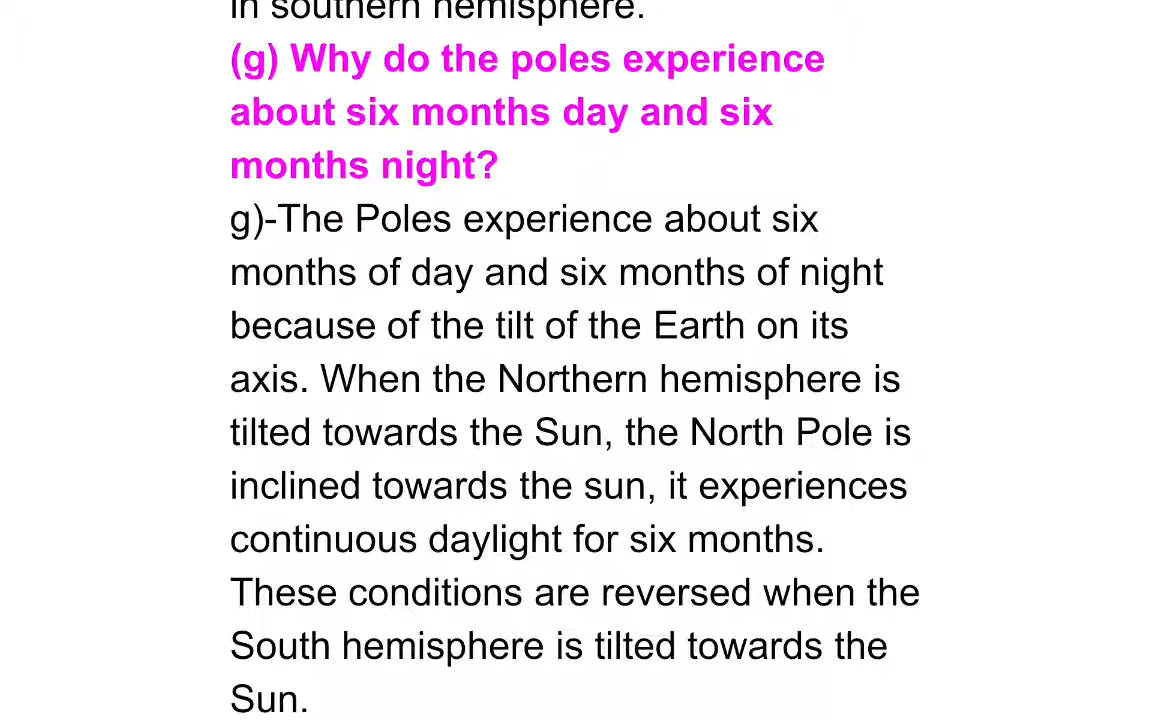 in southern hemisphere.
(g) Why do the poles experience
about six months day and six
months night?
g)-The Poles experience about six
months of day and six months of night
because of the tilt of the Earth on its
axis. When the Northern hemisphere is
tilted towards the Sun, the North Pole is
inclined towards the sun, it experiences
continuous daylight for six months.
These conditions are reversed when the
South hemisphere is tilted towards the
Sun.